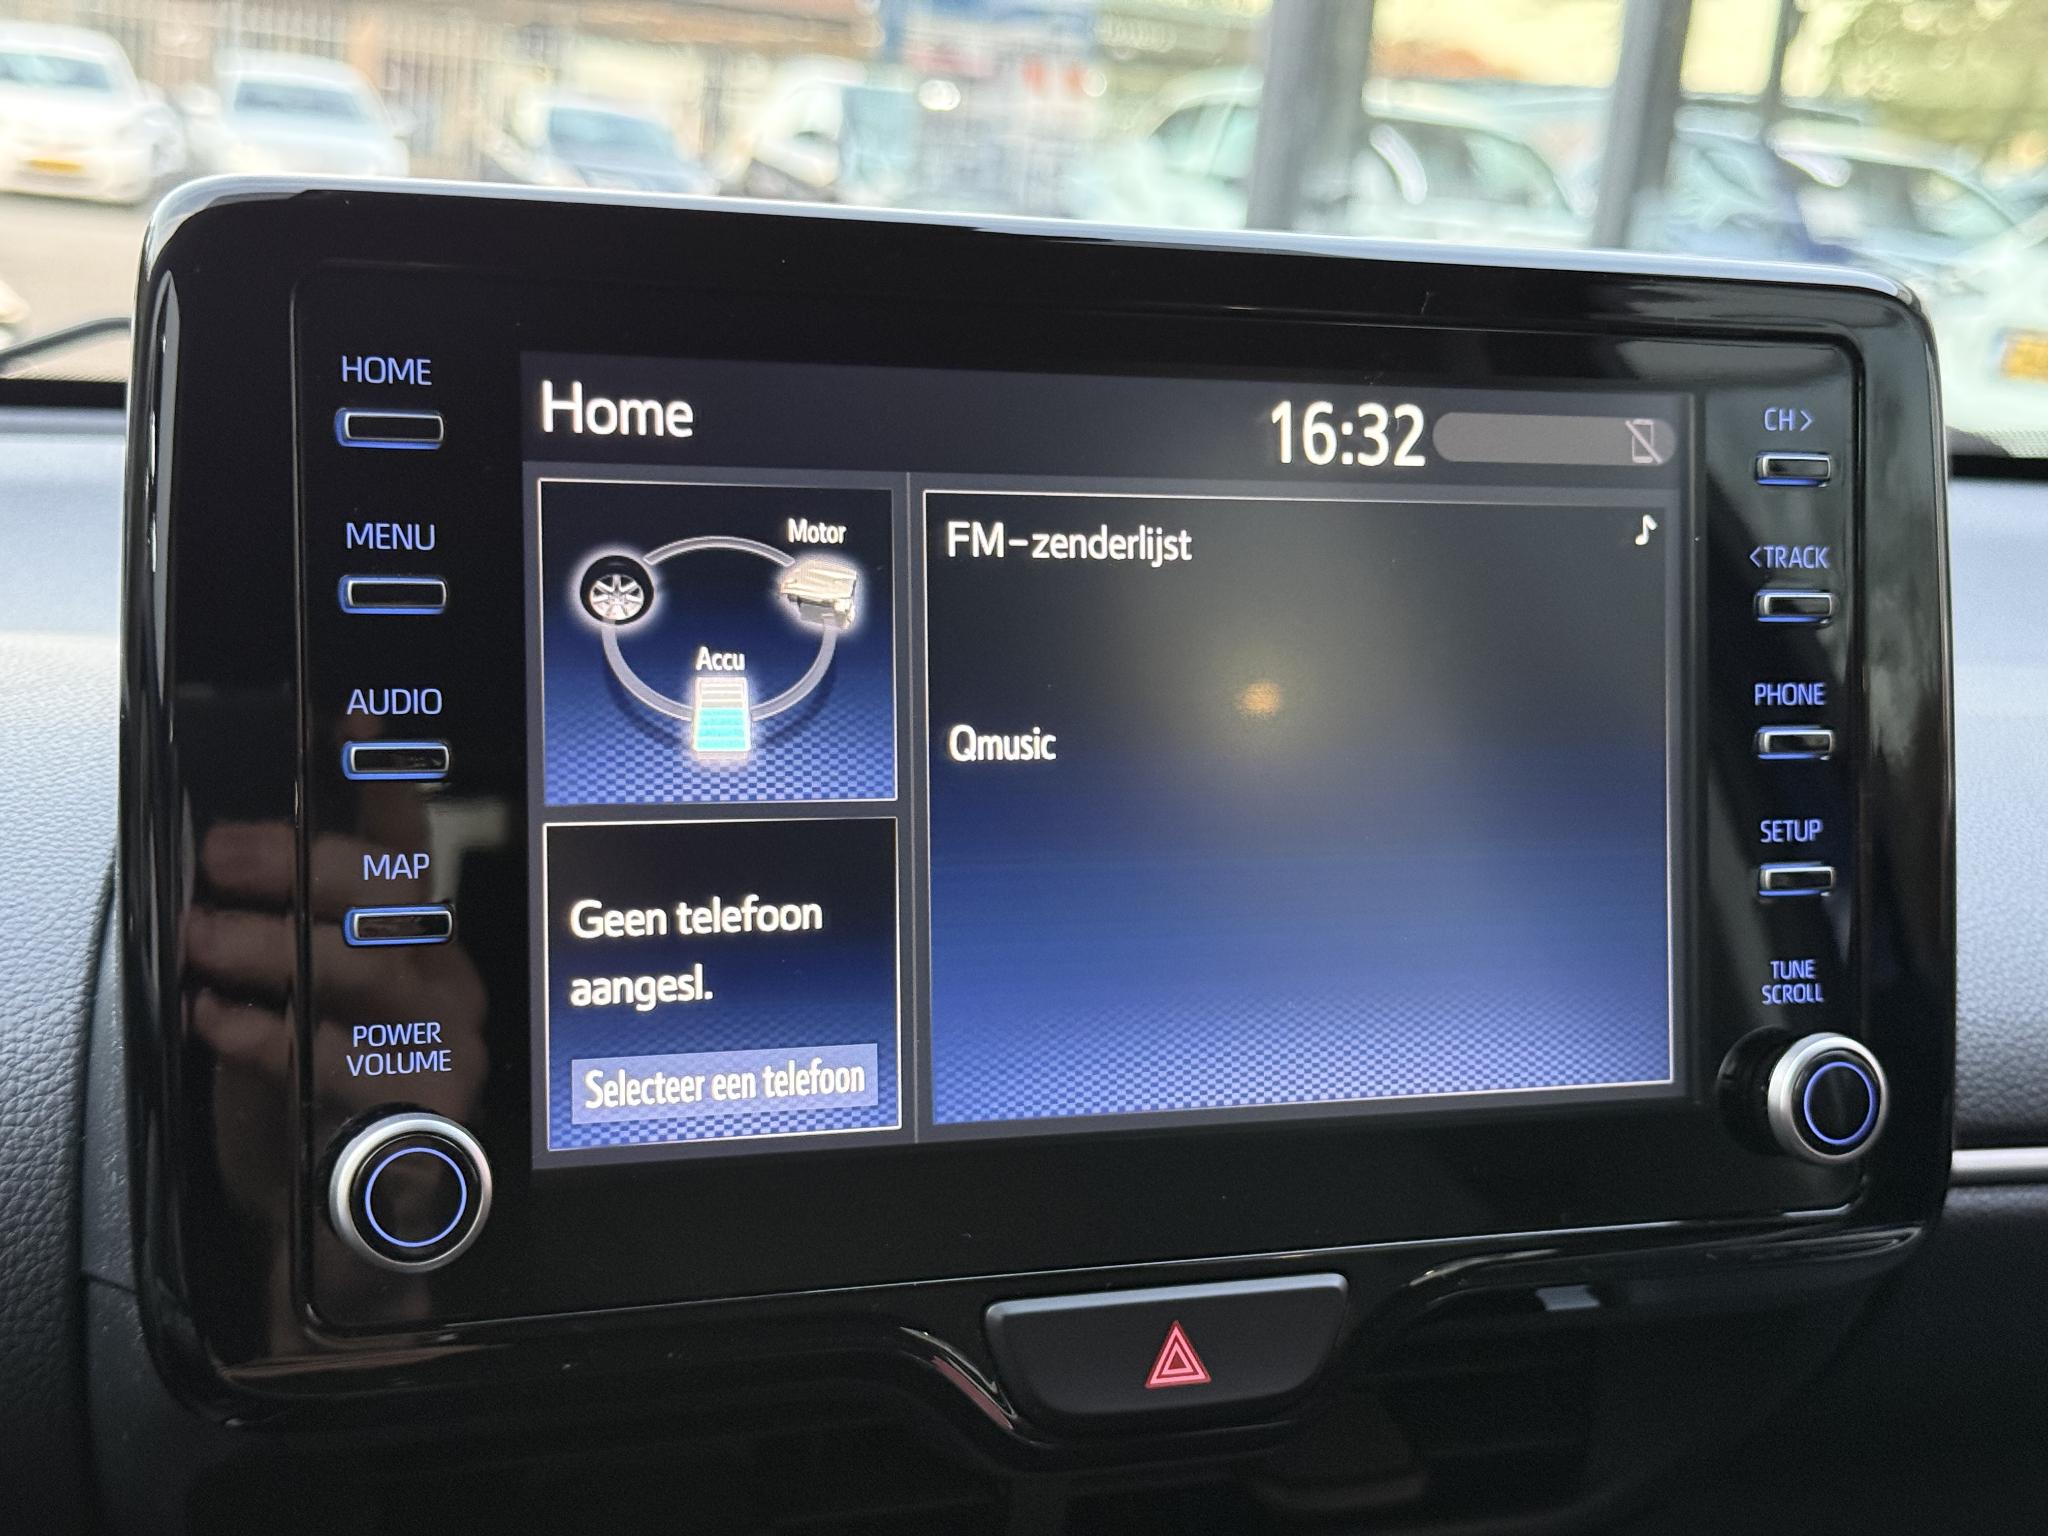 HOME
MENU
AUDIO
MAP
POWER
VOLUME
Home
16:32
Motor
Accu
Geen telefoon
aangesl.
Selecteer een telefoon
FM-zenderlijst
Qmusic
CH >
< TRACK
PHONE
SETUP
TUNE
SCROLL